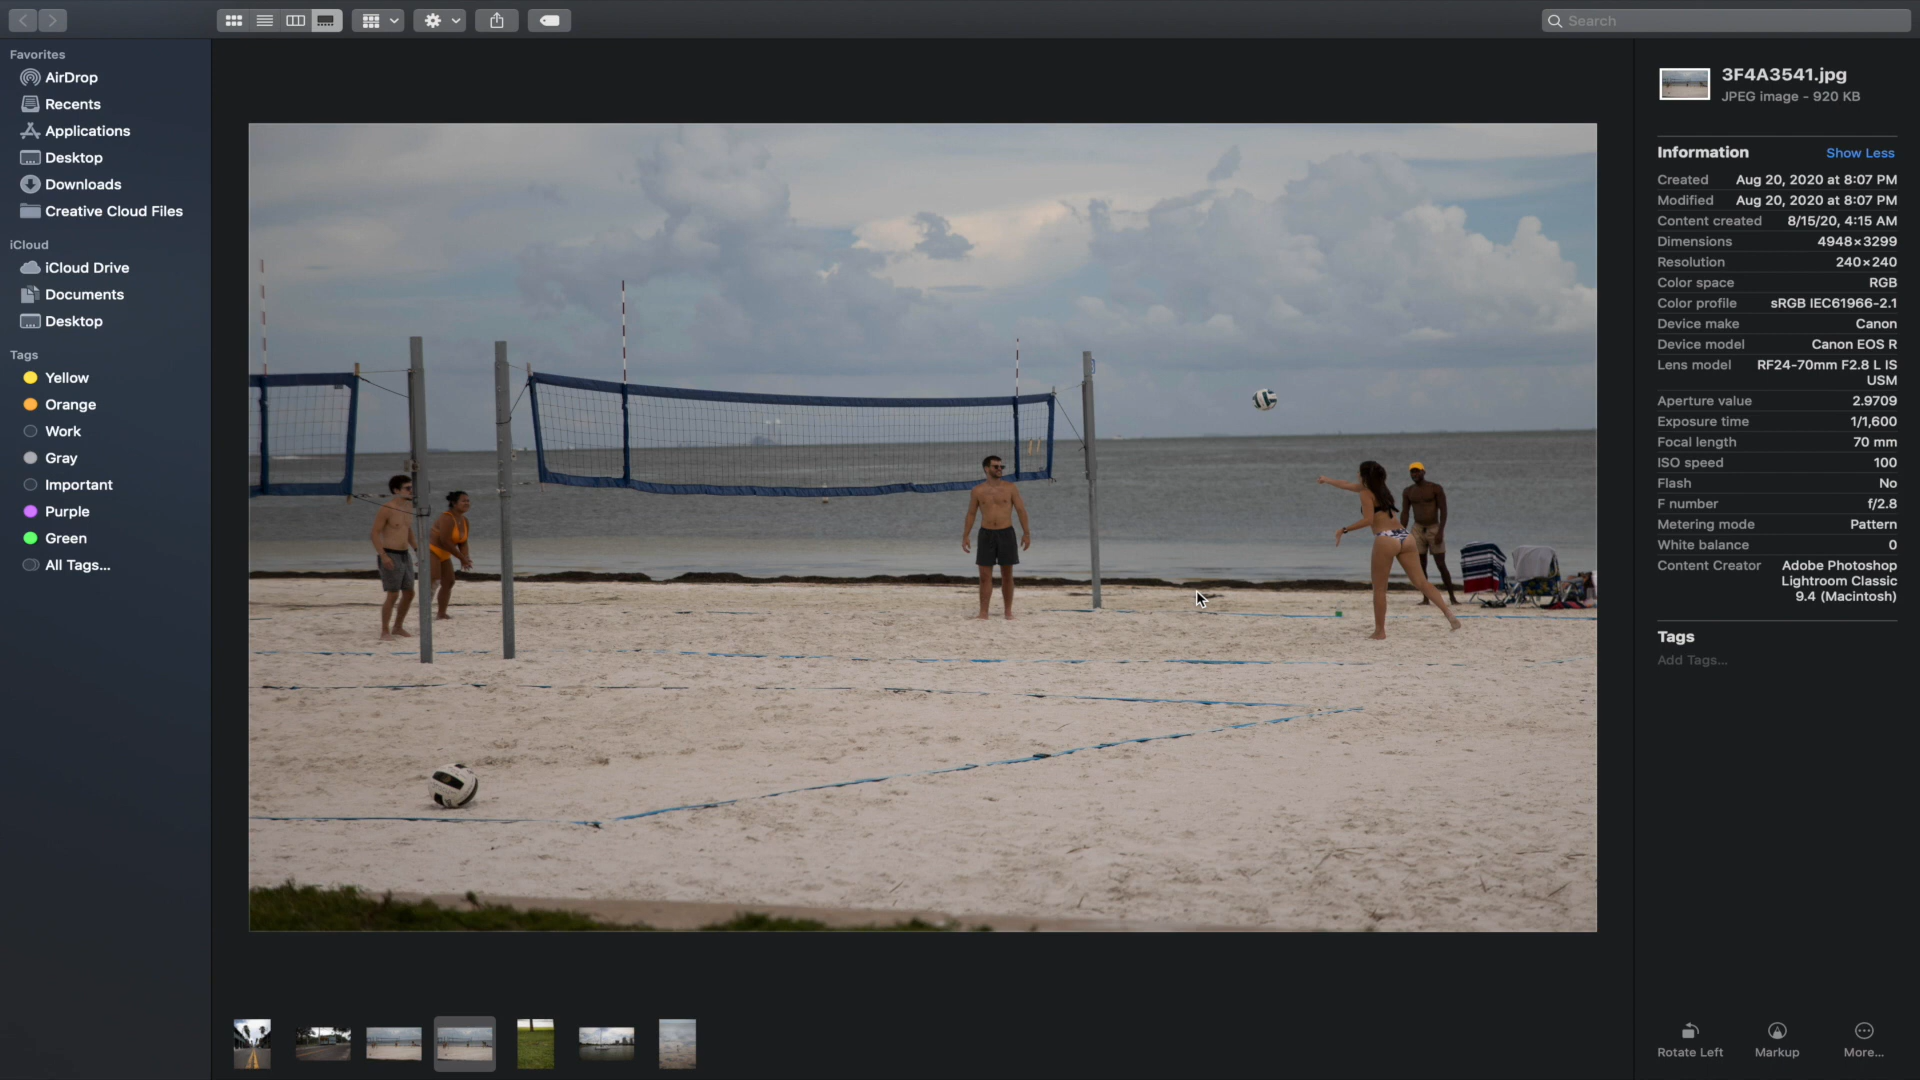 Search
Favorites
AirDrop
Recents
Applications
Desktop
Downloads
Creative Cloud Files
iCloud
iCloud Drive
Documents
Desktop
Tags
Yellow
Orange
Work
Gray
Important
Purple
Green
All Tags...
3F4A3541.jpg
JPEG image - 920 KB
Information Show Less
Created Aug 20, 2020 at 8:07 PM
Modified Aug 20, 2020 at 8:07 PM
Content created 8/15/20, 4:15 AM
Dimensions 4948×3299
Resolution 240×240
Color space RGB
Color profile sRGB IEC61966-2.1
Device make Canon
Device model Canon EOS R
Lens model RF24-70mm F2.8 L IS
USM
Aperture value 2.9709
Exposure time 1/1,600
Focal length 70 mm
ISO speed 100
Flash No
F number f/2.8
Metering mode Pattern
White balance 0
Content Creator Adobe Photoshop
Lightroom Classic
9.4 (Macintosh)
Tags
Add Tags...
Rotate Left Markup More...